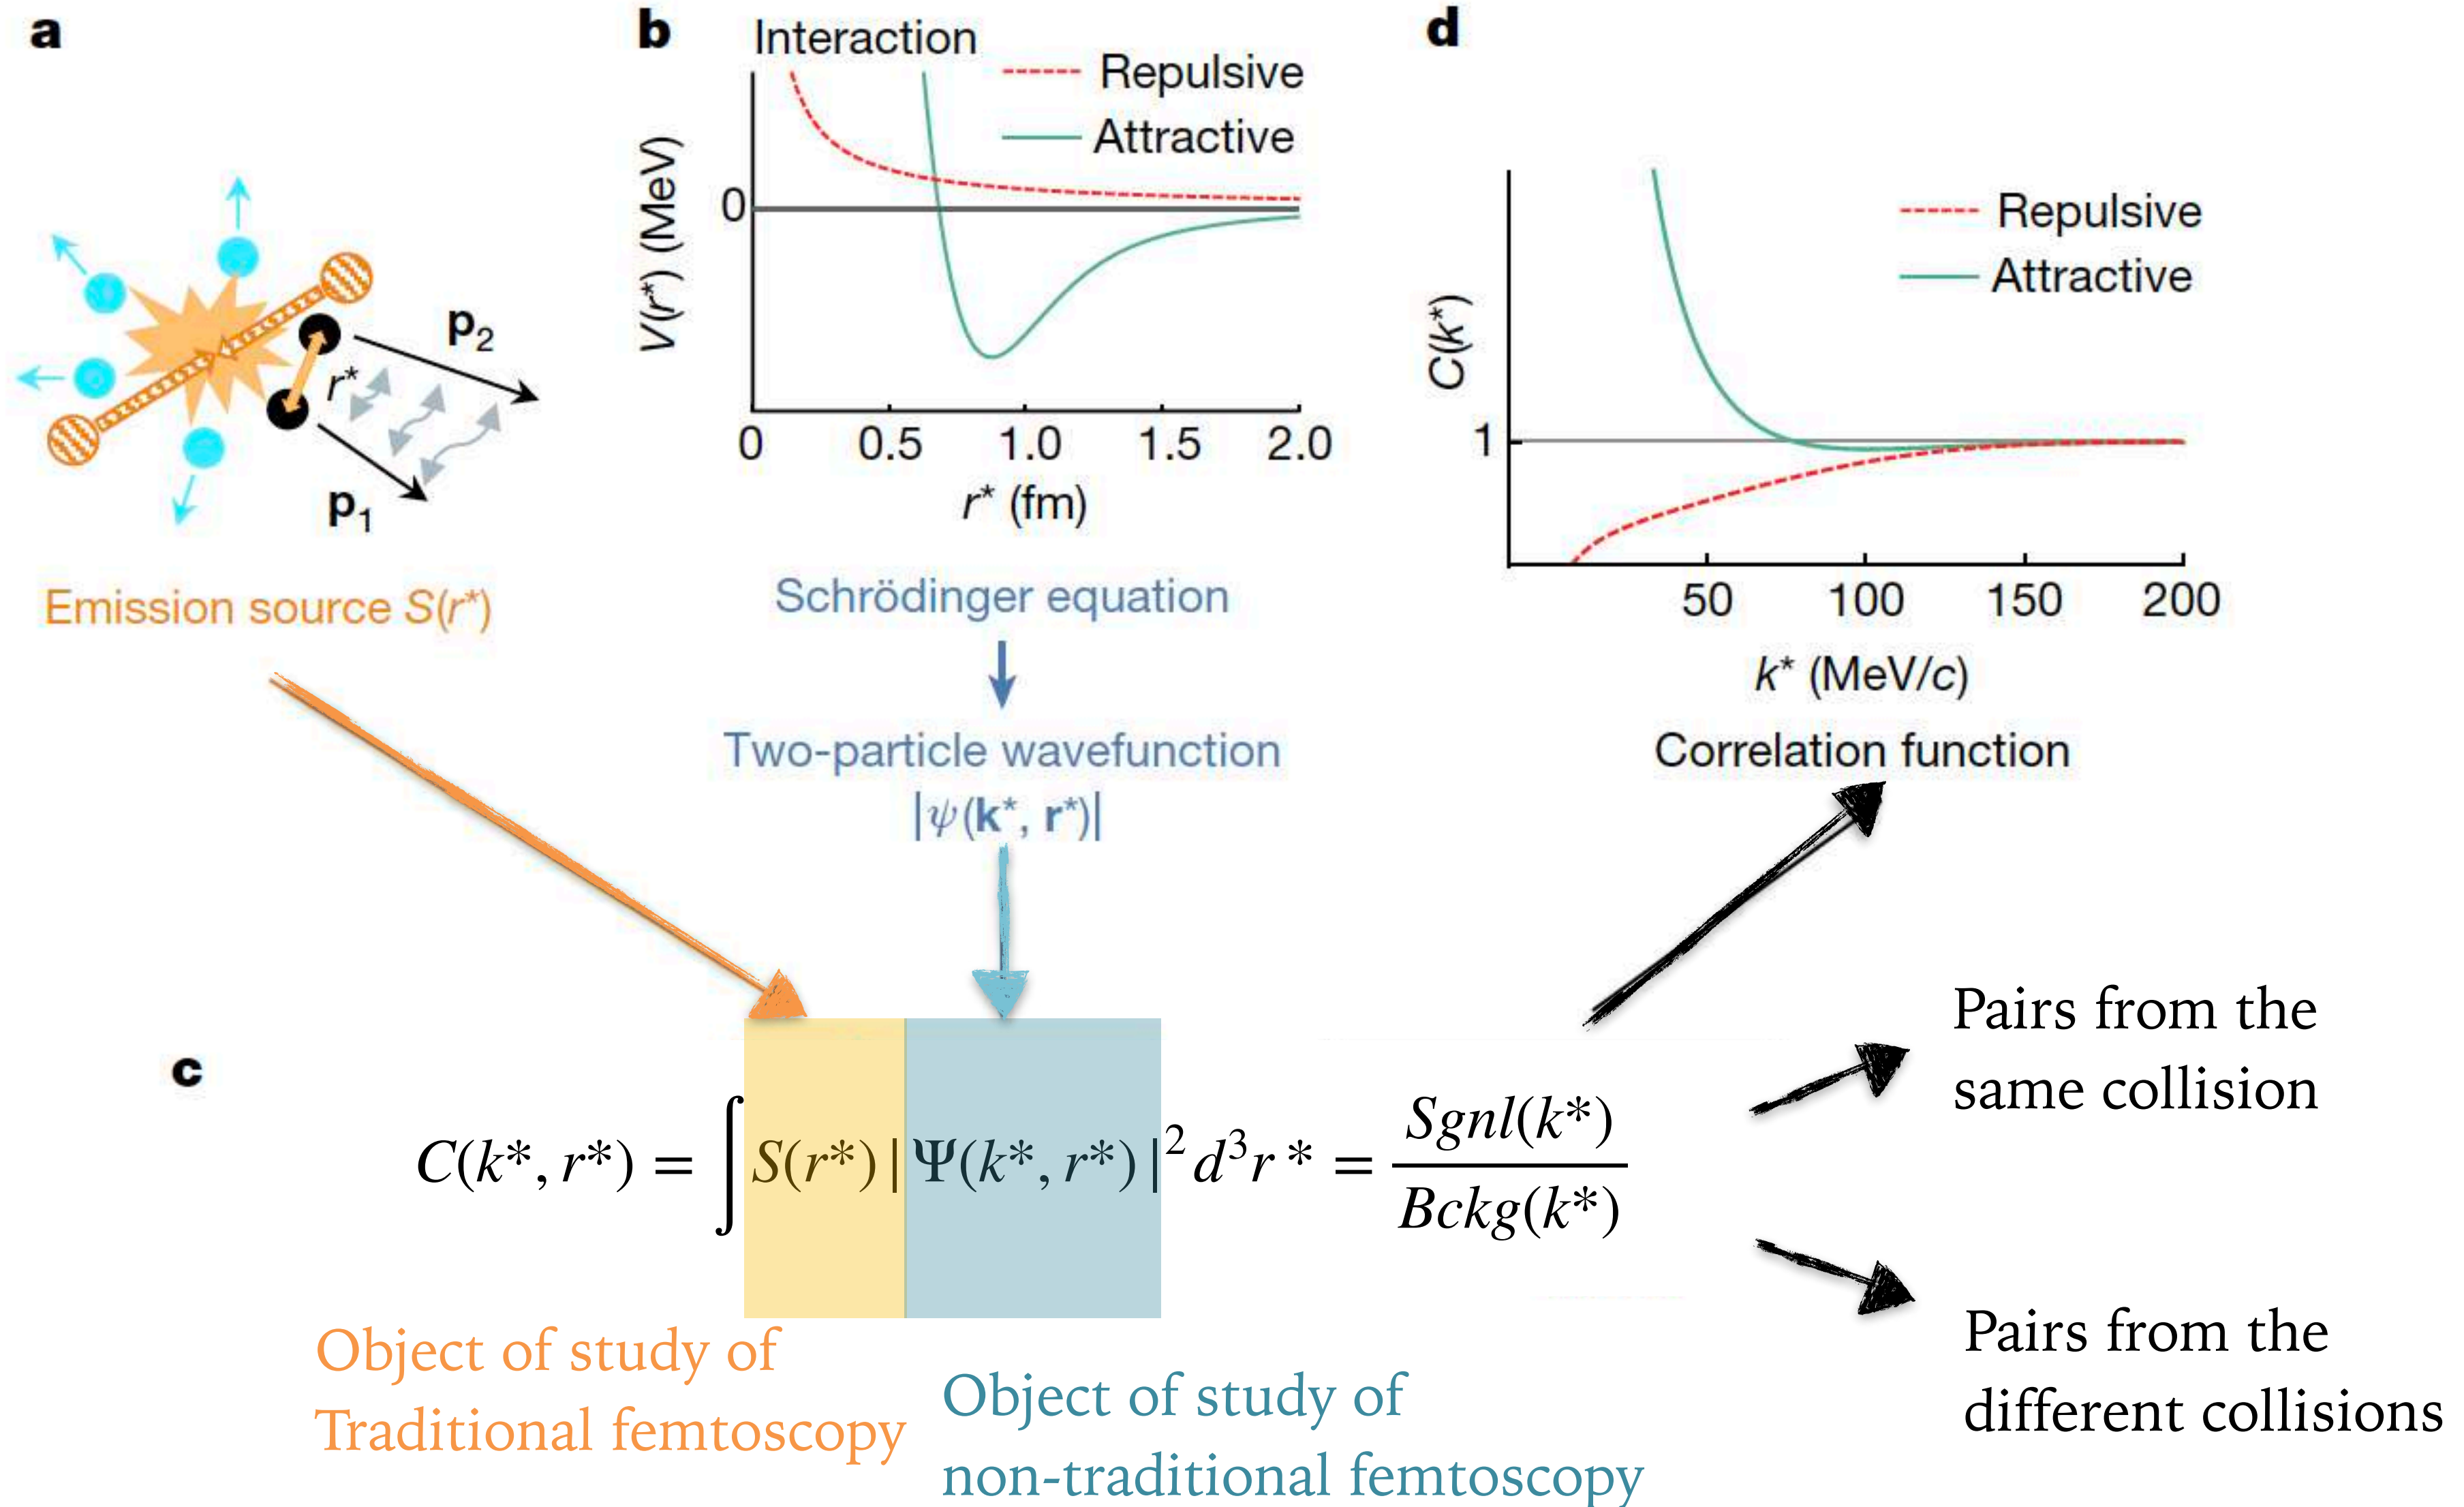 a
p₂
r*
p₁
Emission source S(r*)
b
Interaction
Repulsive
Attractive
V(r*) (MeV)
0
0 0.5 1.0 1.5 2.0
r* (fm)
Schrödinger equation
Two-particle wavefunction
|ψ(k*, r*)|
d
Repulsive
Attractive
C(k*)
1
50 100 150 200
k* (MeV/c)
Correlation function
c
C(k*, r*) = ∫ S(r*) | Ψ(k*, r*) |² d³r * = Sgnl(k*) / Bckg(k*)
Pairs from the
same collision
Pairs from the
different collisions
Object of study of
Traditional femtoscopy
Object of study of
non-traditional femtoscopy